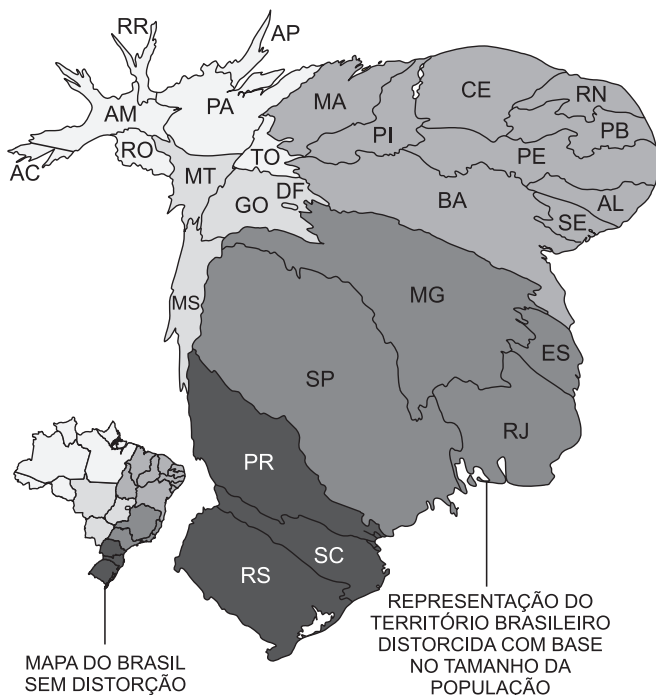 RR
AP
AM
PA
MA
CE
RN
PI
PB
RO
TO
PE
AC
MT
DF
GO
BA
AL
SE
MS
MG
ES
SP
RJ
PR
SC
RS
MAPA DO BRASIL
SEM DISTORÇÃO
REPRESENTAÇÃO DO
TERRITÓRIO BRASILEIRO
DISTORCIDA COM BASE
NO TAMANHO DA
POPULAÇÃO